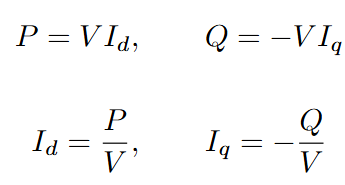 P = VI_d, Q = −VI_q
I_d = P/V, I_q = −Q/V